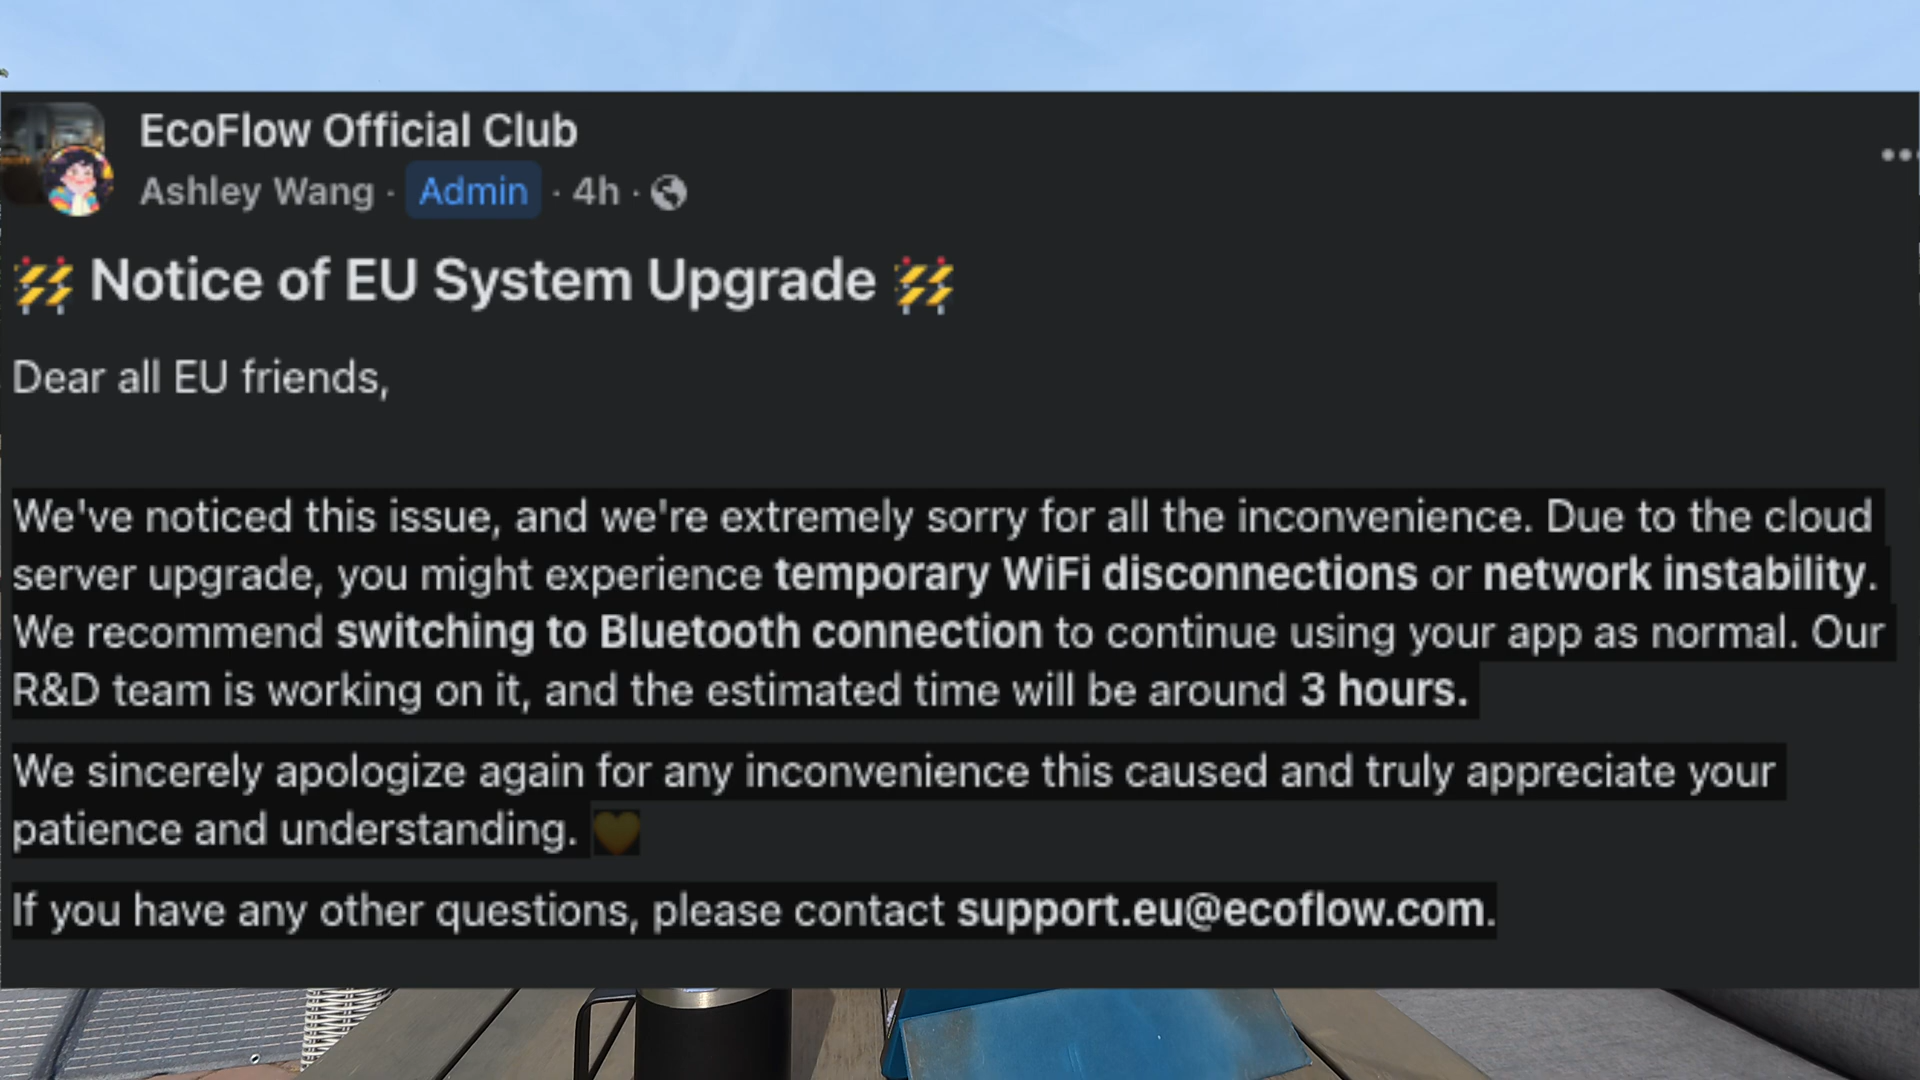 EcoFlow Official Club
Ashley Wang · Admin · 4h ·
🚧 Notice of EU System Upgrade 🚧
Dear all EU friends,
We've noticed this issue, and we're extremely sorry for all the inconvenience. Due to the cloud
server upgrade, you might experience temporary WiFi disconnections or network instability.
We recommend switching to Bluetooth connection to continue using your app as normal. Our
R&D team is working on it, and the estimated time will be around 3 hours.
We sincerely apologize again for any inconvenience this caused and truly appreciate your
patience and understanding. 💛
If you have any other questions, please contact support.eu@ecoflow.com.